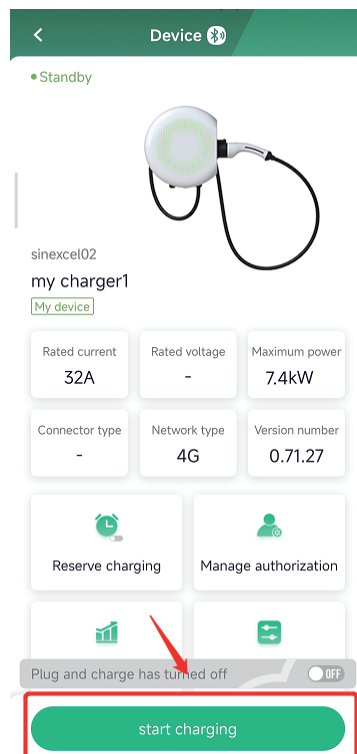 Device
Standby
sinexcel02
my charger1
My device
Rated current
32A
Rated voltage
-
Maximum power
7.4kW
Connector type
-
Network type
4G
Version number
0.71.27
Reserve charging
Manage authorization
Plug and charge has turned off
OFF
start charging